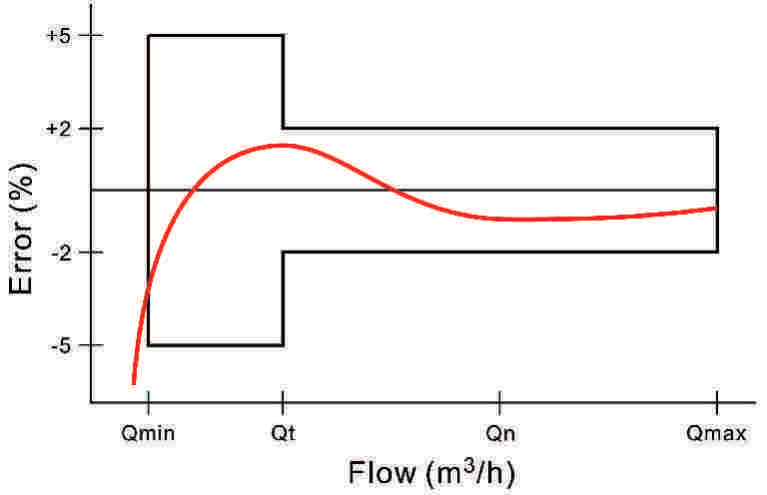 +5
+2
-2
-5
Error (%)
Qmin Qt Qn Qmax
Flow (m³/h)